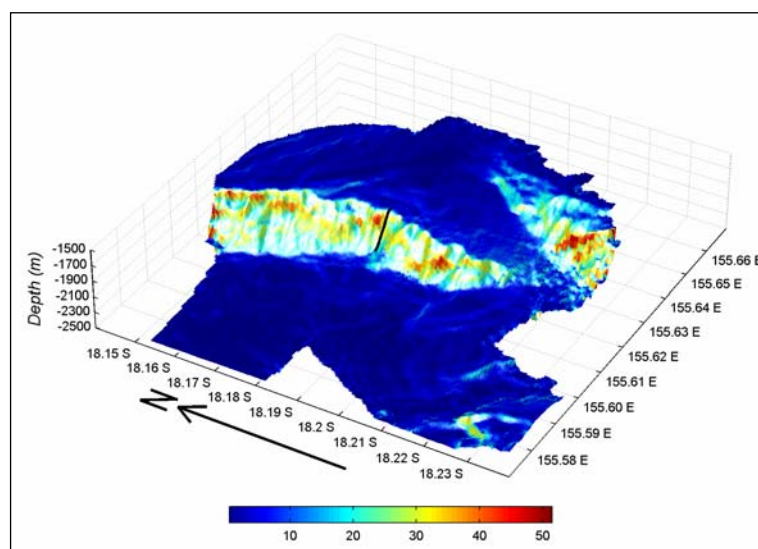 -1500
-1700
-1900
-2100
-2300
-2500
Depth (m)
18.15 S
18.16 S
18.17 S
18.18 S
18.19 S
18.2 S
18.21 S
18.22 S
18.23 S
155.66 E
155.65 E
155.64 E
155.63 E
155.62 E
155.61 E
155.60 E
155.59 E
155.58 E
N
10 20 30 40 50